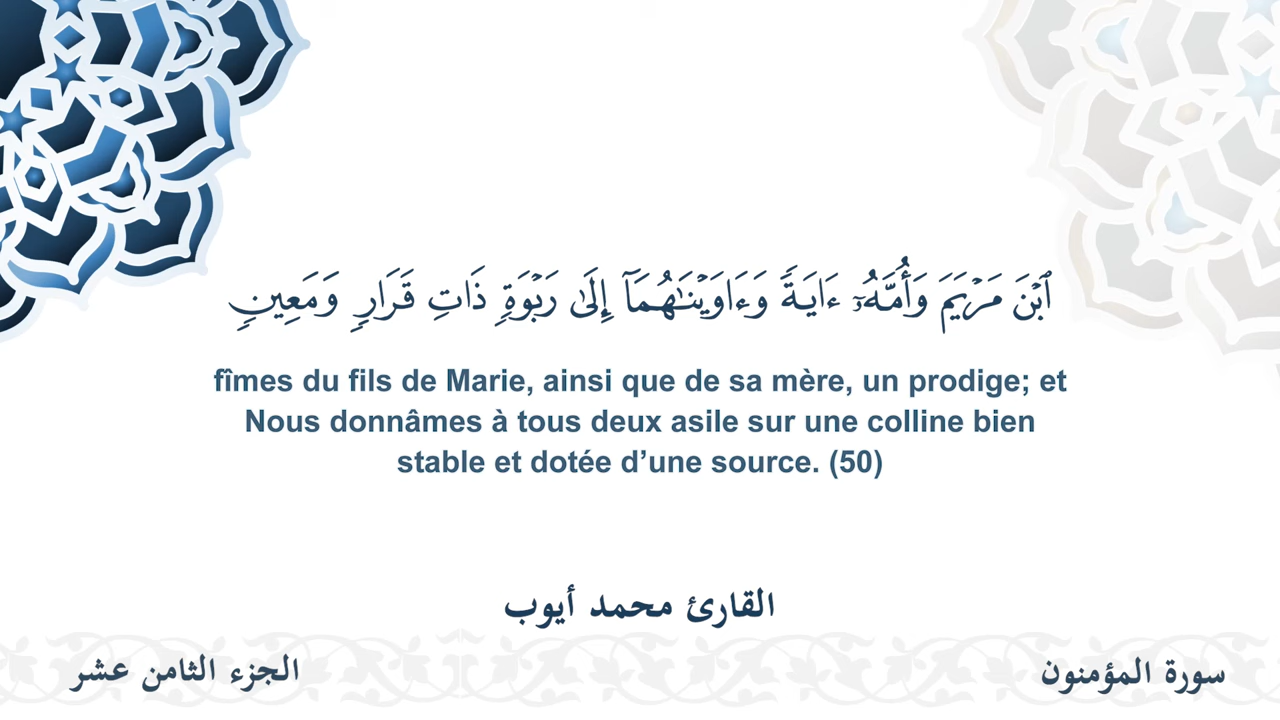 ٱبْنَ مَرْيَمَ وَأُمَّهُۥٓ ءَايَةً وَءَاوَيْنَٰهُمَآ إِلَىٰ رَبْوَةٍ ذَاتِ قَرَارٍ وَمَعِينٍ
fîmes du fils de Marie, ainsi que de sa mère, un prodige; et
Nous donnâmes à tous deux asile sur une colline bien
stable et dotée d’une source. (50)
القارئ محمد أيوب
سورة المؤمنون
الجزء الثامن عشر